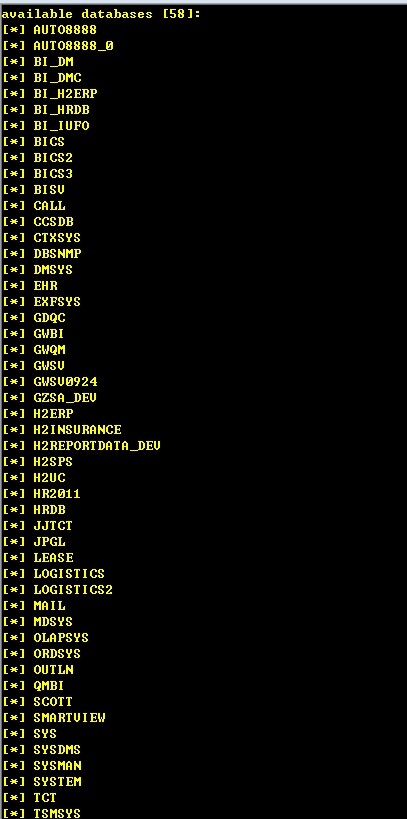 available databases [58]:
[*] AUTO8888
[*] AUTO8888_0
[*] BI_DM
[*] BI_DMC
[*] BI_H2ERP
[*] BI_HRDB
[*] BI_IUFO
[*] BICS
[*] BICS2
[*] BICS3
[*] BISV
[*] CALL
[*] CCSDB
[*] CTXSYS
[*] DBSNMP
[*] DMSYS
[*] EHR
[*] EXFSYS
[*] GDQC
[*] GWBI
[*] GWQM
[*] GWSV
[*] GWSV0924
[*] GZSA_DEV
[*] H2ERP
[*] H2INSURANCE
[*] H2REPORTDATA_DEV
[*] H2SPS
[*] H2UC
[*] HR2011
[*] HRDB
[*] JJTCT
[*] JPGL
[*] LEASE
[*] LOGISTICS
[*] LOGISTICS2
[*] MAIL
[*] MDSYS
[*] OLAPSYS
[*] ORDSYS
[*] OUTLN
[*] QMBI
[*] SCOTT
[*] SMARTVIEW
[*] SYS
[*] SYSDMS
[*] SYSMAN
[*] SYSTEM
[*] TCT
[*] TSMSYS